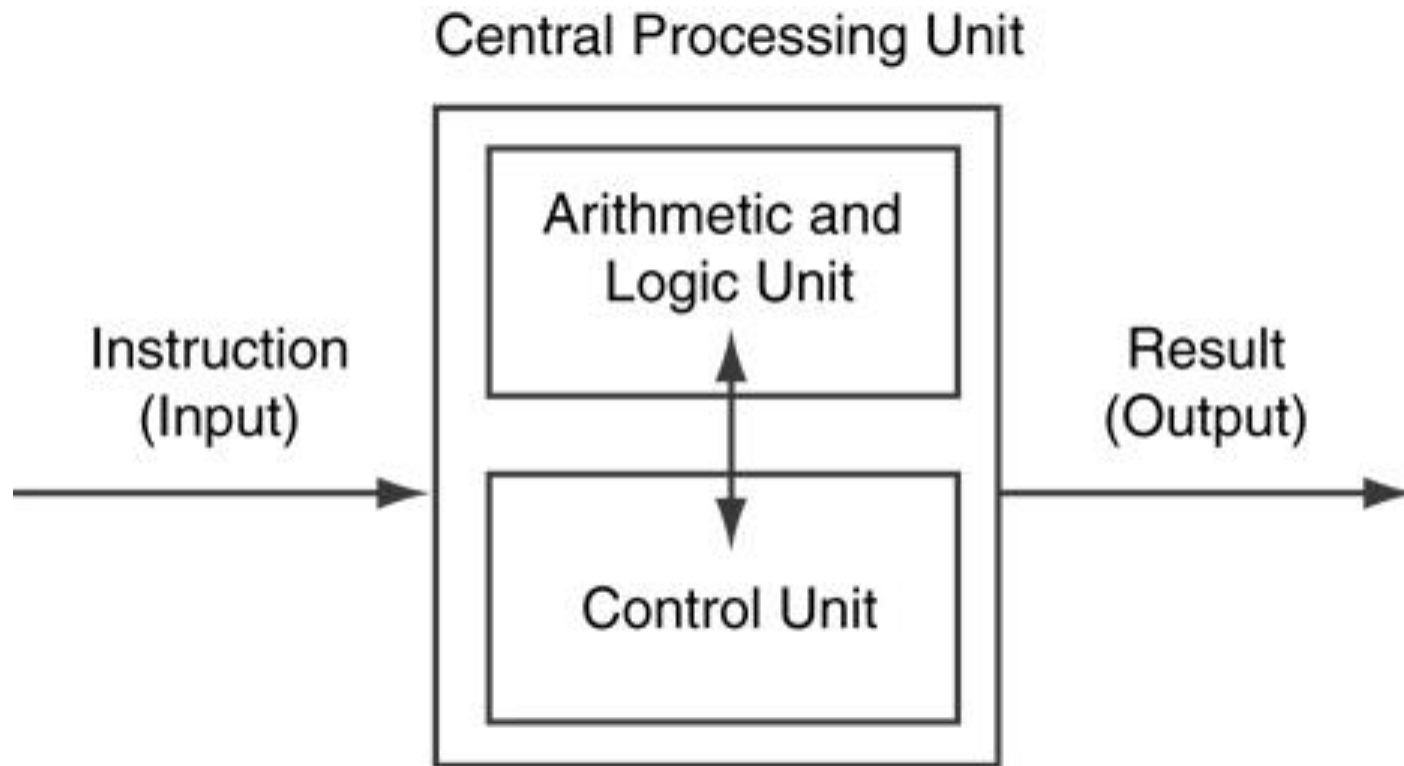 Central Processing Unit
Arithmetic and
Logic Unit
Instruction
(Input)
Result
(Output)
Control Unit